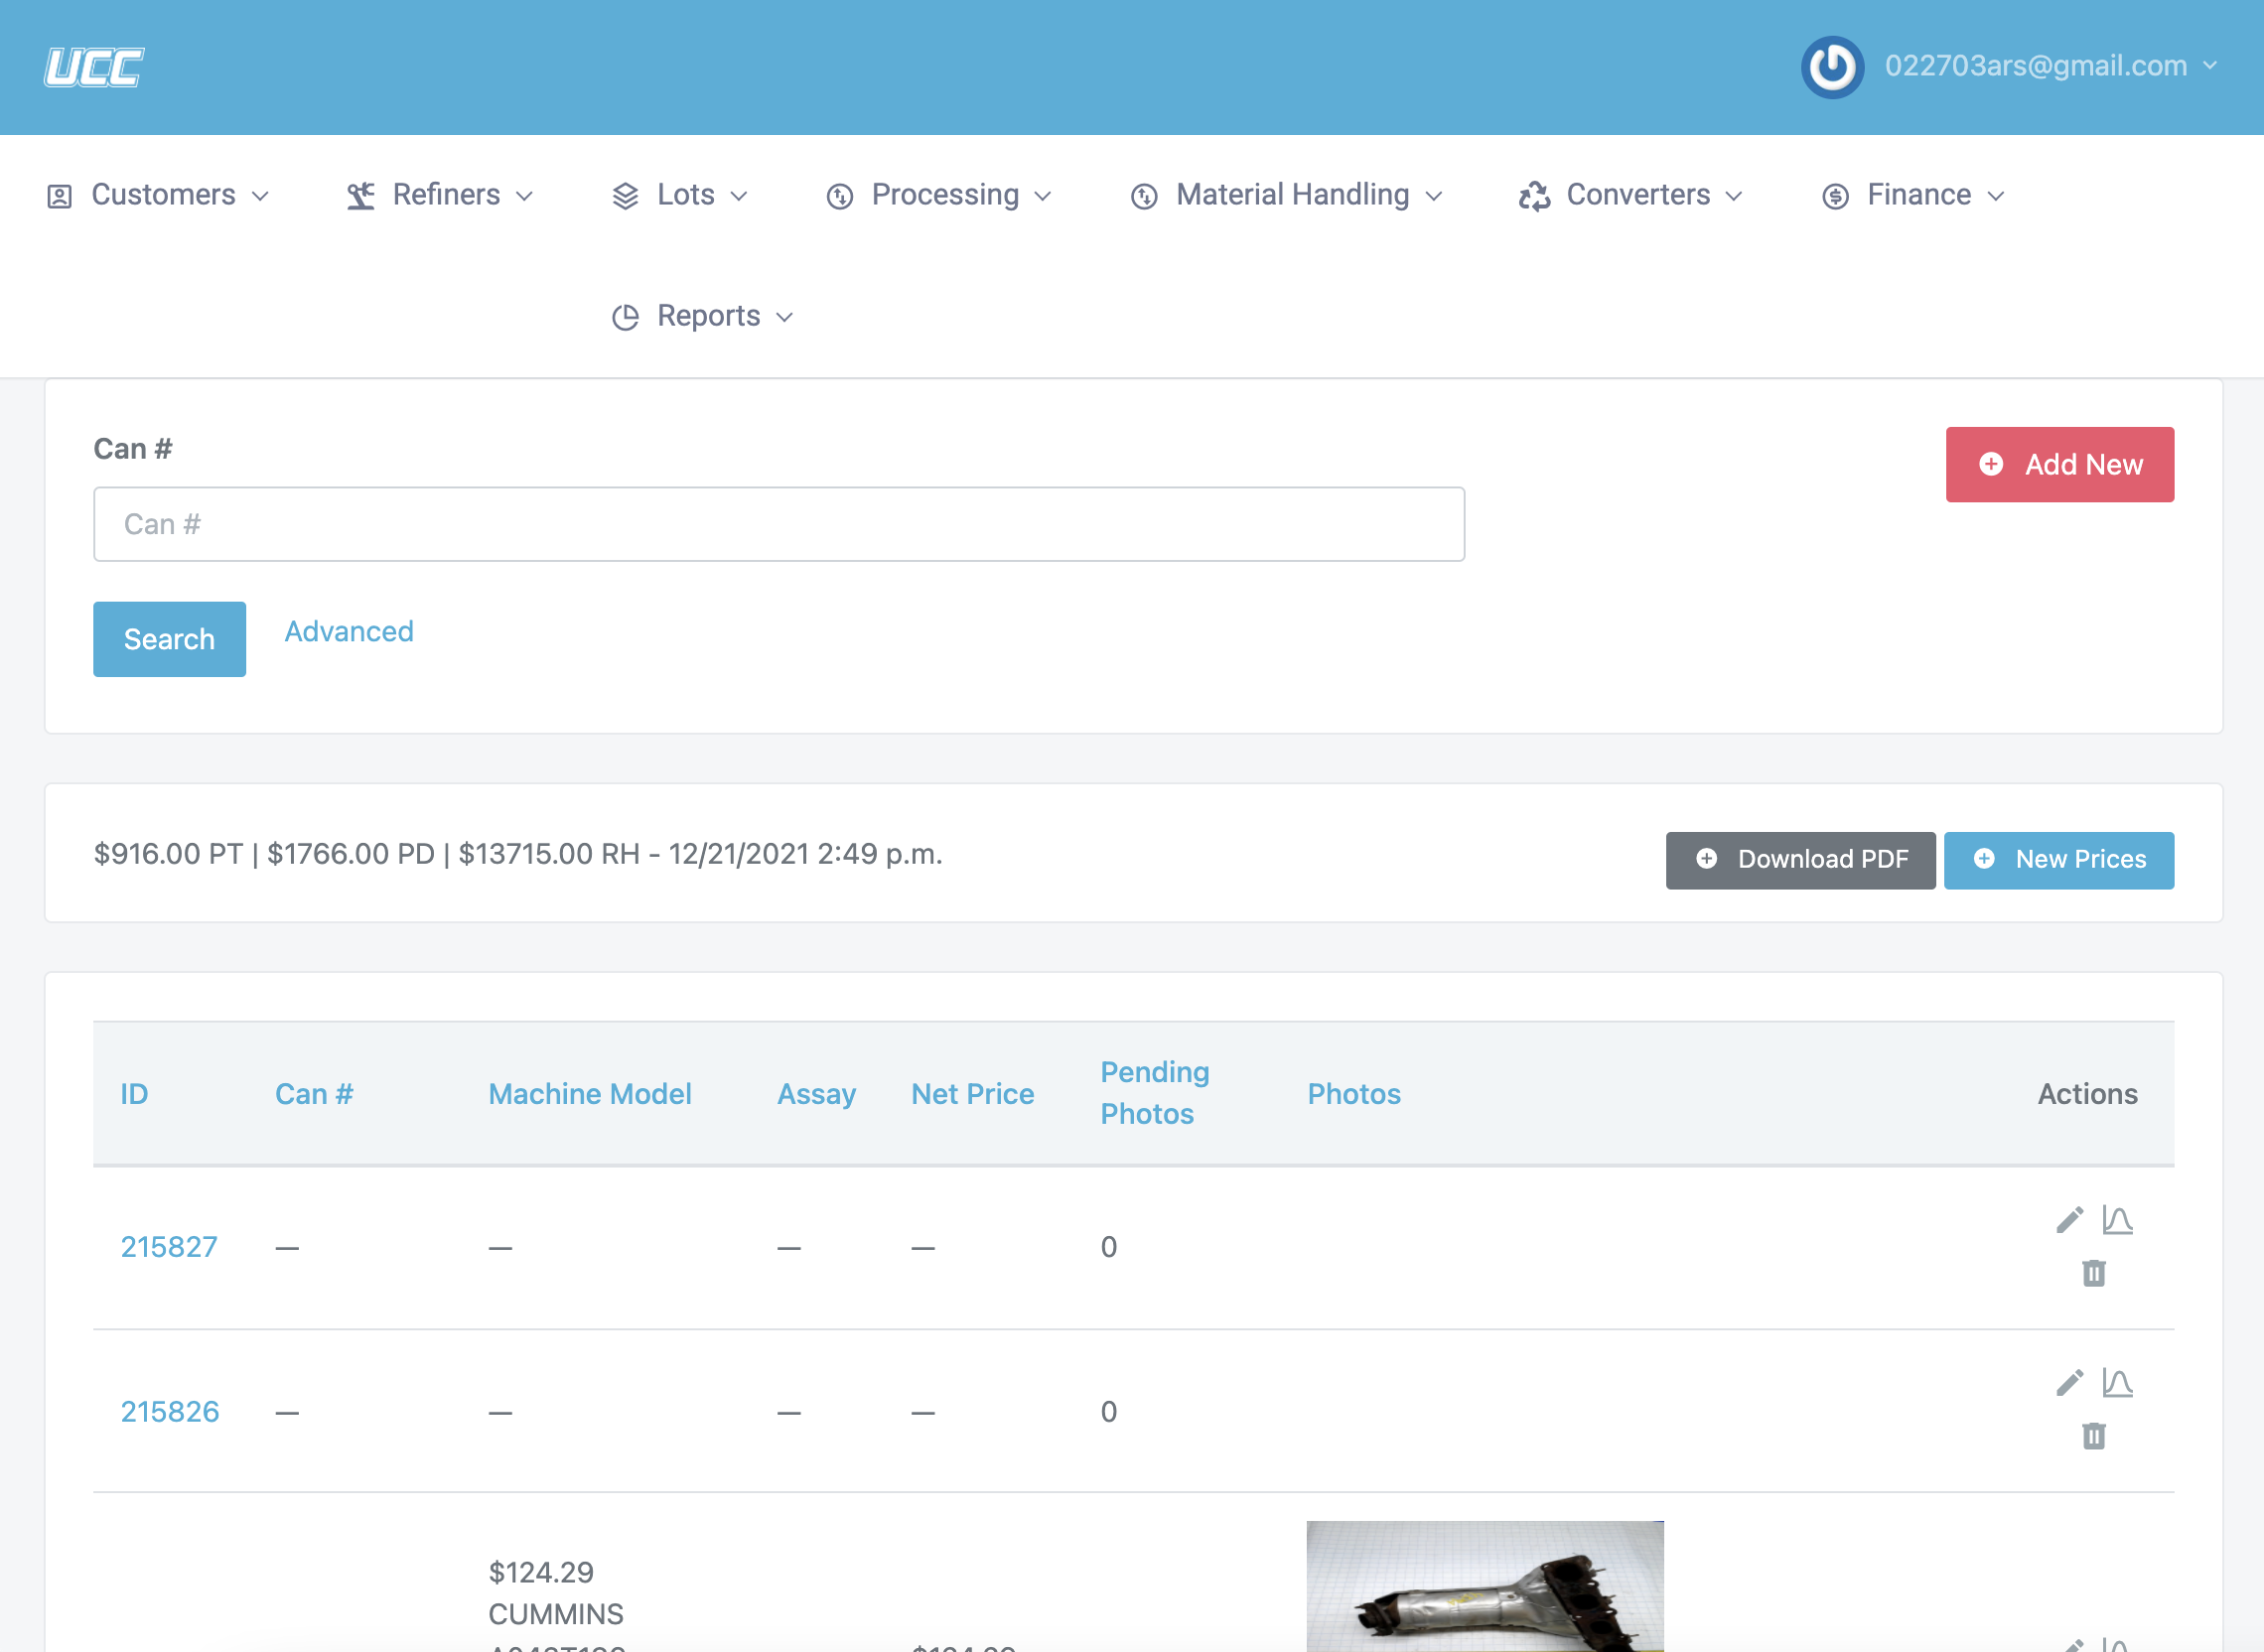 UCC
022703ars@gmail.com
Customers Refiners Lots Processing Material Handling Converters Finance
Reports
Can #
Add New
Can #
Search Advanced
$916.00 PT | $1766.00 PD | $13715.00 RH - 12/21/2021 2:49 p.m.
Download PDF New Prices
ID Can # Machine Model Assay Net Price Pending Photos Photos Actions
215827 — — — — 0
215826 — — — — 0
$124.29
CUMMINS